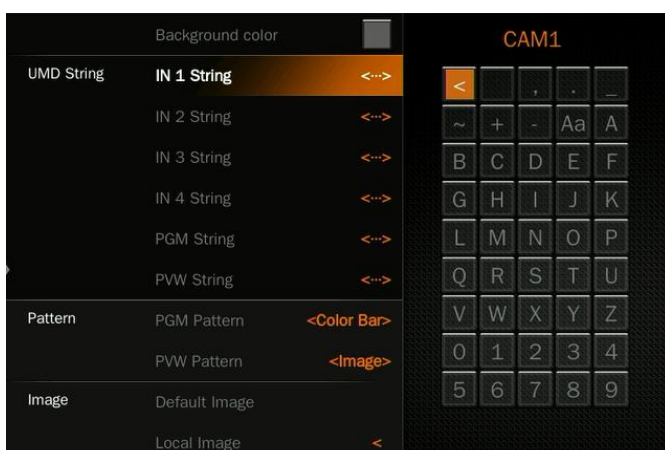 Background color
UMD String IN 1 String <···>
IN 2 String <···>
IN 3 String <···>
IN 4 String <···>
PGM String <···>
PVW String <···>
Pattern PGM Pattern <Color Bar>
PVW Pattern <Image>
Image Default Image
Local Image <
CAM1
< , . _
~ + - Aa A
B C D E F
G H I J K
L M N O P
Q R S T U
V W X Y Z
0 1 2 3 4
5 6 7 8 9